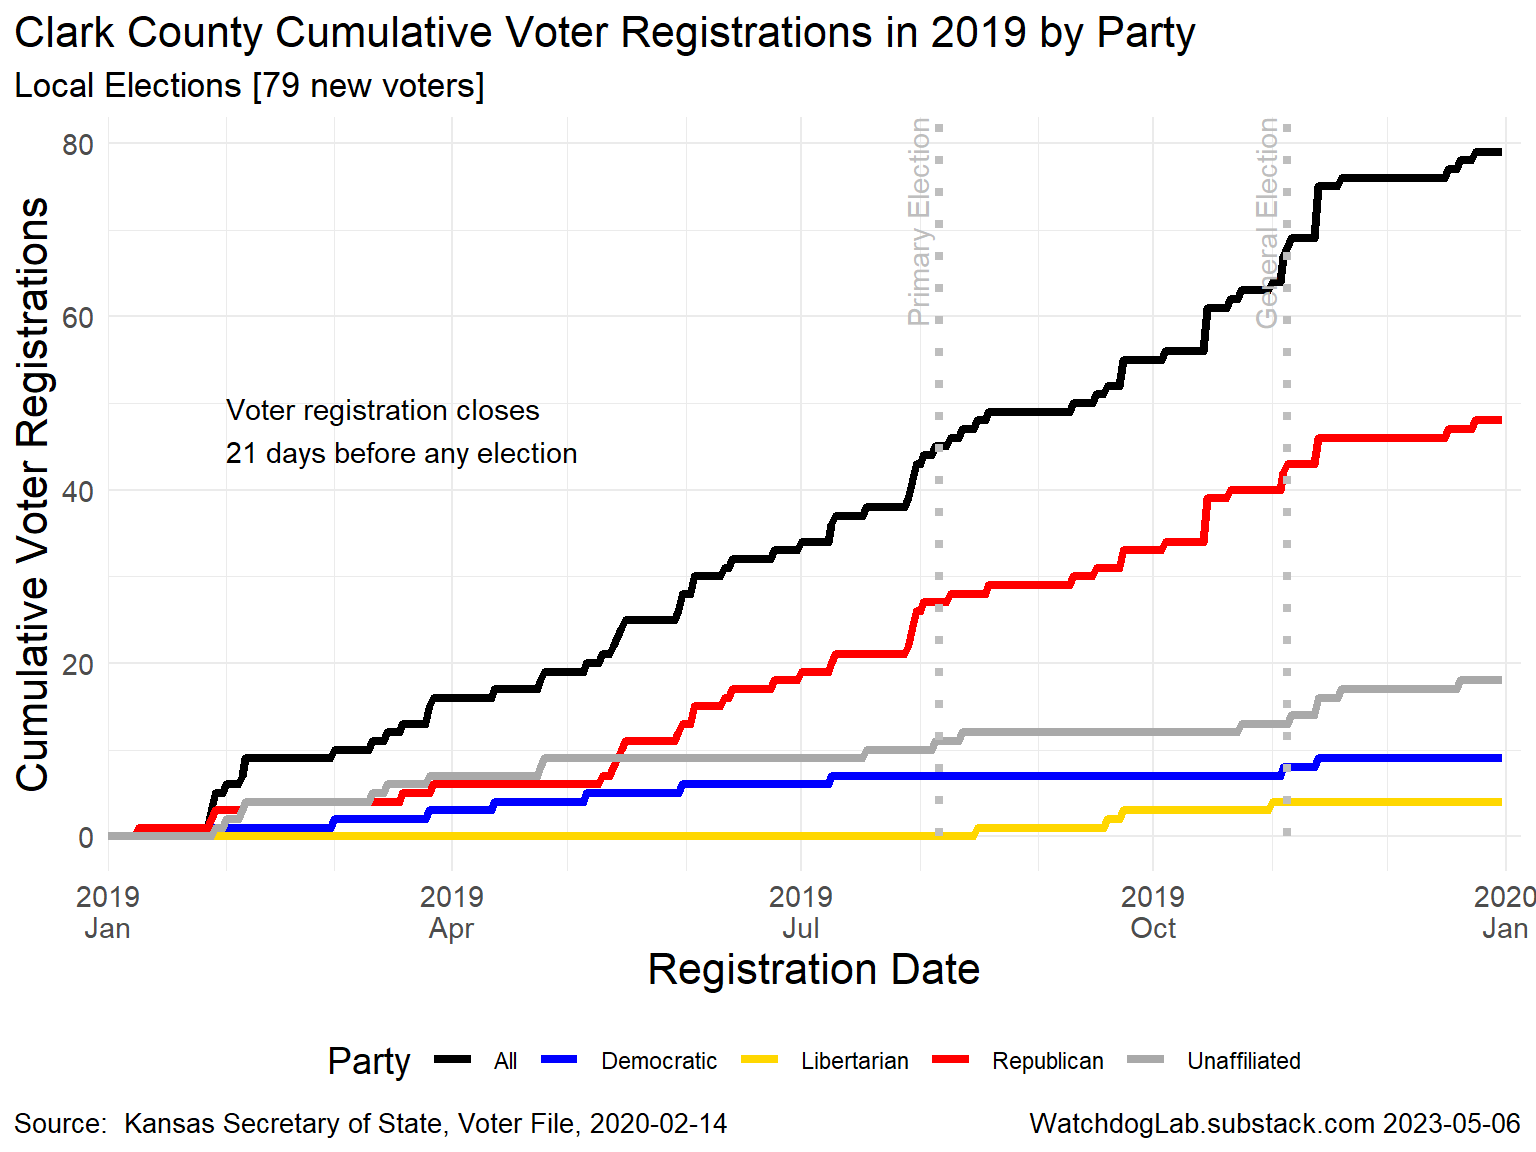 Clark County Cumulative Voter Registrations in 2019 by Party
Local Elections [79 new voters]
Cumulative Voter Registrations
80
60
40
20
0
Primary Election
General Election
Voter registration closes
21 days before any election
2019 2019 2019 2019 2020
Jan Apr Jul Oct Jan
Registration Date
Party All Democratic Libertarian Republican Unaffiliated
Source:  Kansas Secretary of State, Voter File, 2020-02-14
WatchdogLab.substack.com 2023-05-06